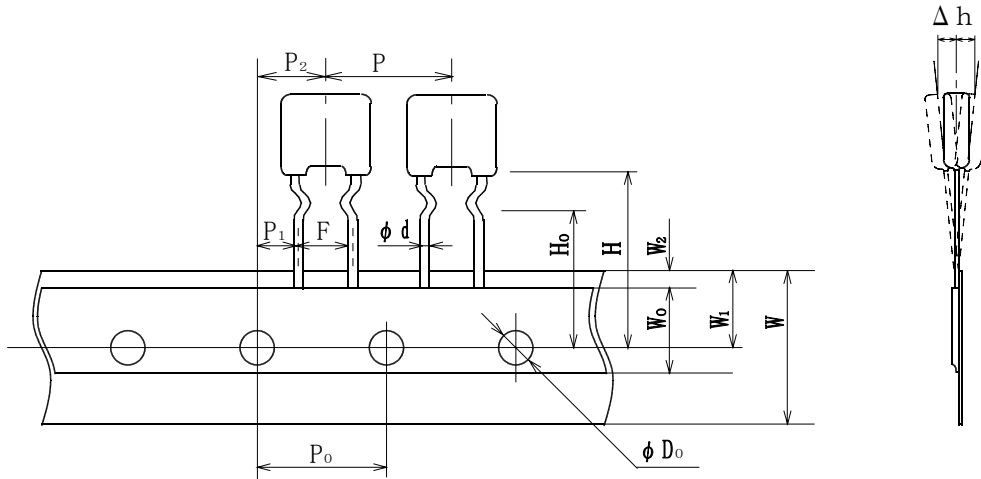 Δh
P₂
P
P₁
F
φd
H₀
H
W₂
W₀
W₁
W
P₀
φD₀